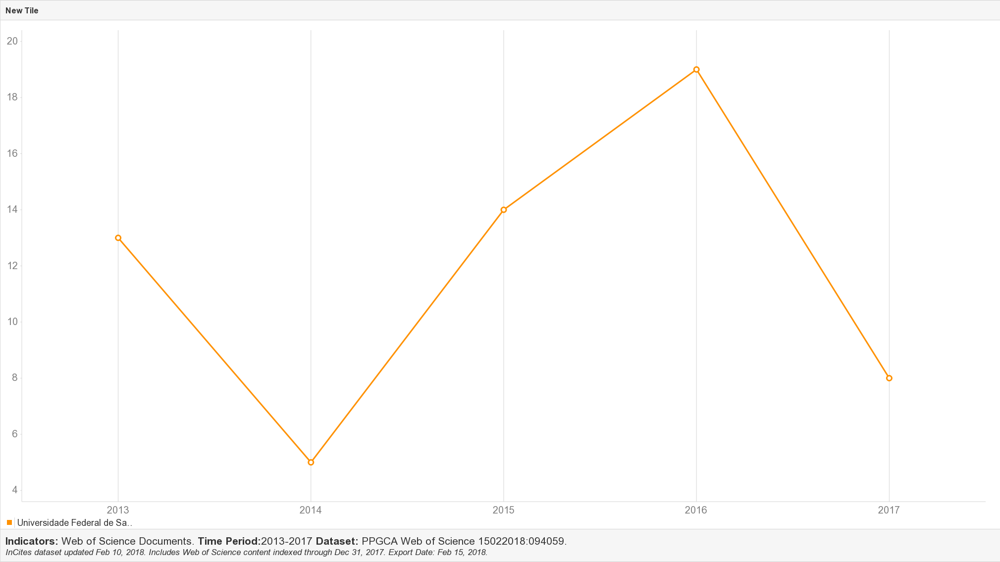 New Tile
20
18
16
14
12
10
8
6
4
2013 2014 2015 2016 2017
Universidade Federal de Sa..
Indicators: Web of Science Documents. Time Period:2013-2017 Dataset: PPGCA Web of Science 15022018:094059.
InCites dataset updated Feb 10, 2018. Includes Web of Science content indexed through Dec 31, 2017. Export Date: Feb 15, 2018.